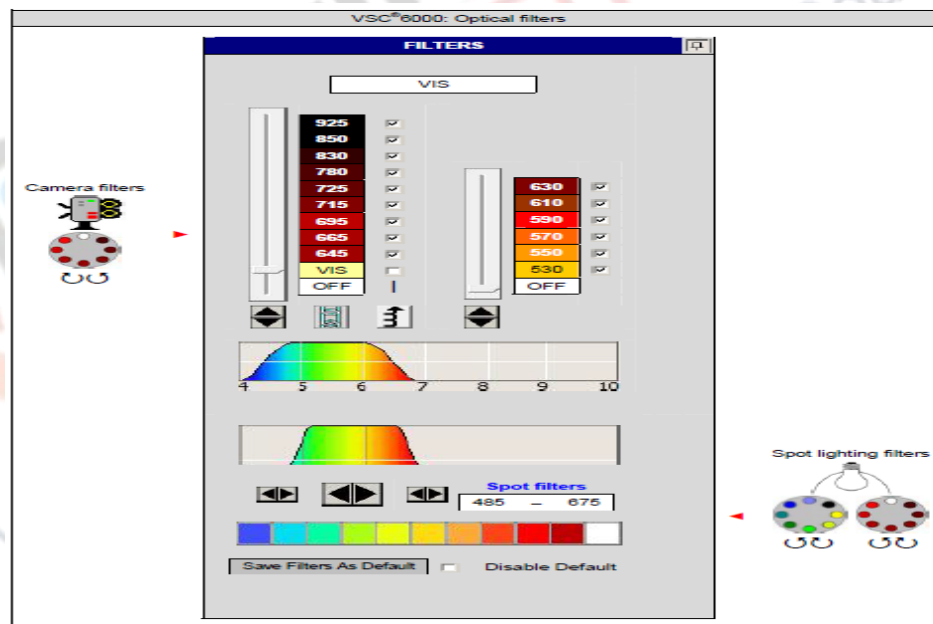 VSC®6000: Optical filters
FILTERS
VIS
925
850
830
780
725
715
695
665
645
VIS
OFF
630
610
590
570
550
530
OFF
Camera filters
4 5 6 7 8 9 10
Spot lighting filters
Spot filters
485 – 675
Save Filters As Default
Disable Default